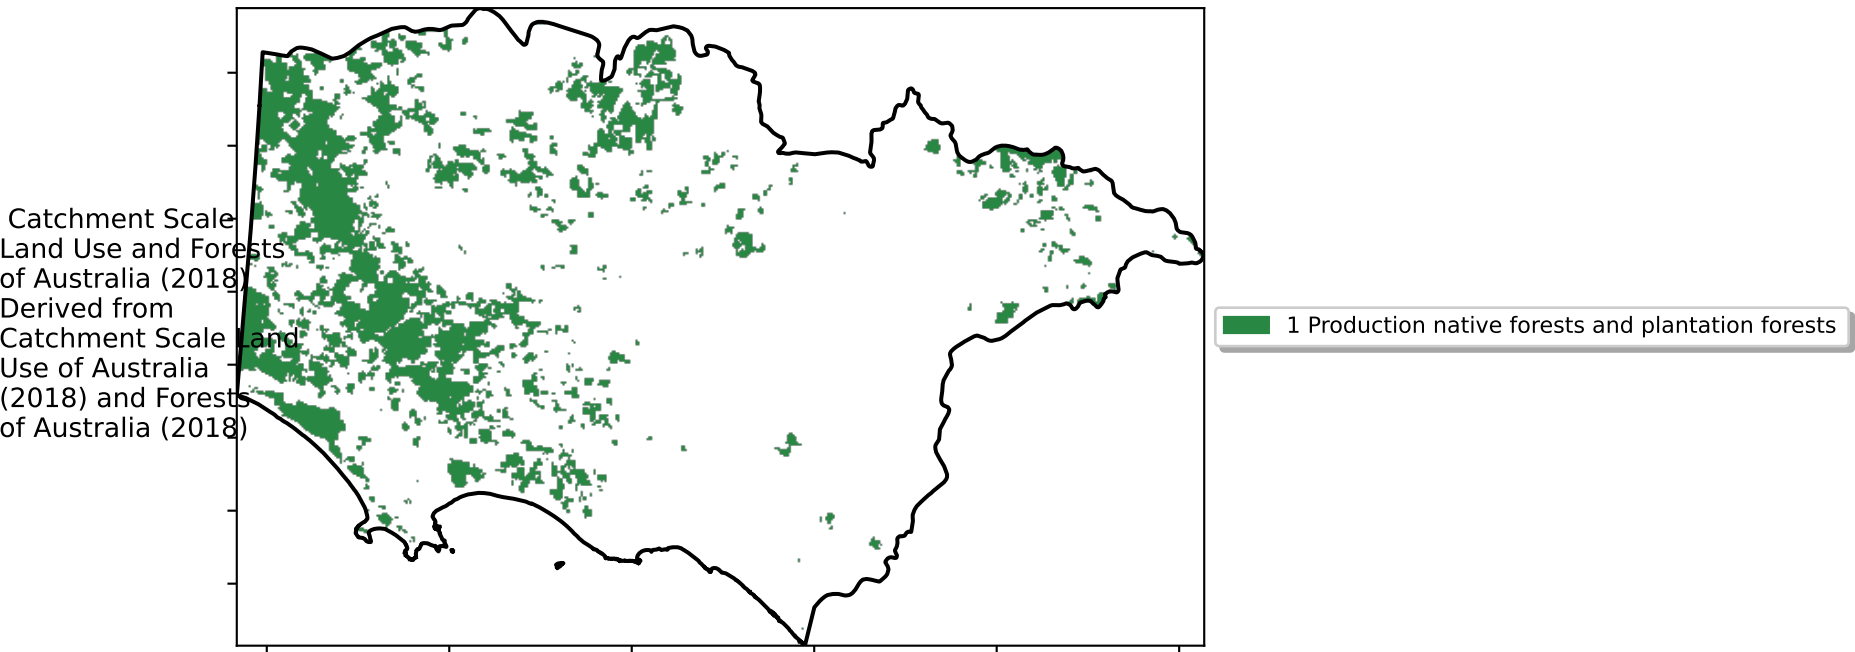 Catchment Scale
Land Use and Forests
of Australia (2018)
Derived from
Catchment Scale Land
Use of Australia
(2018) and Forests
of Australia (2018)
1 Production native forests and plantation forests